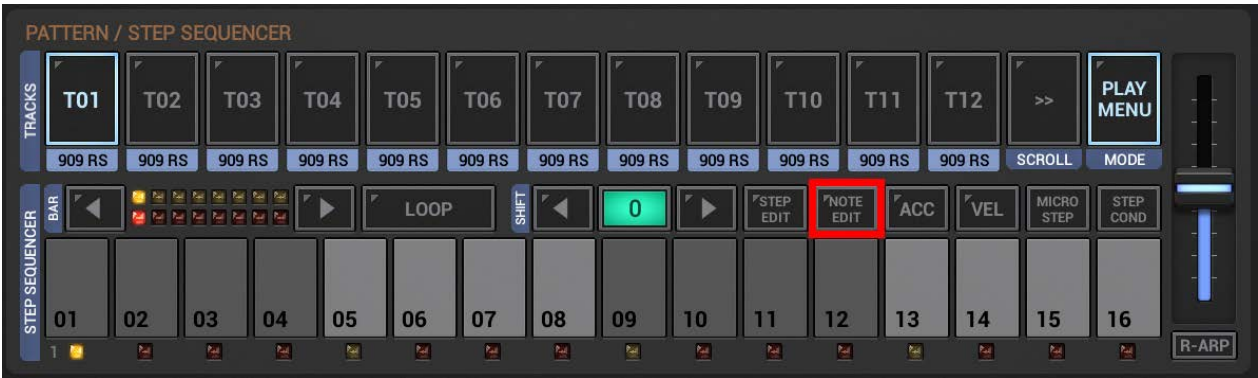 PATTERN / STEP SEQUENCER
TRACKS
T01 T02 T03 T04 T05 T06 T07 T08 T09 T10 T11 T12 >> PLAY MENU
909 RS 909 RS 909 RS 909 RS 909 RS 909 RS 909 RS 909 RS 909 RS 909 RS 909 RS 909 RS SCROLL MODE
STEP SEQUENCER
BAR LOOP SHIFT 0 STEP EDIT NOTE EDIT ACC VEL MICRO STEP STEP COND
01 02 03 04 05 06 07 08 09 10 11 12 13 14 15 16
1 R-ARP